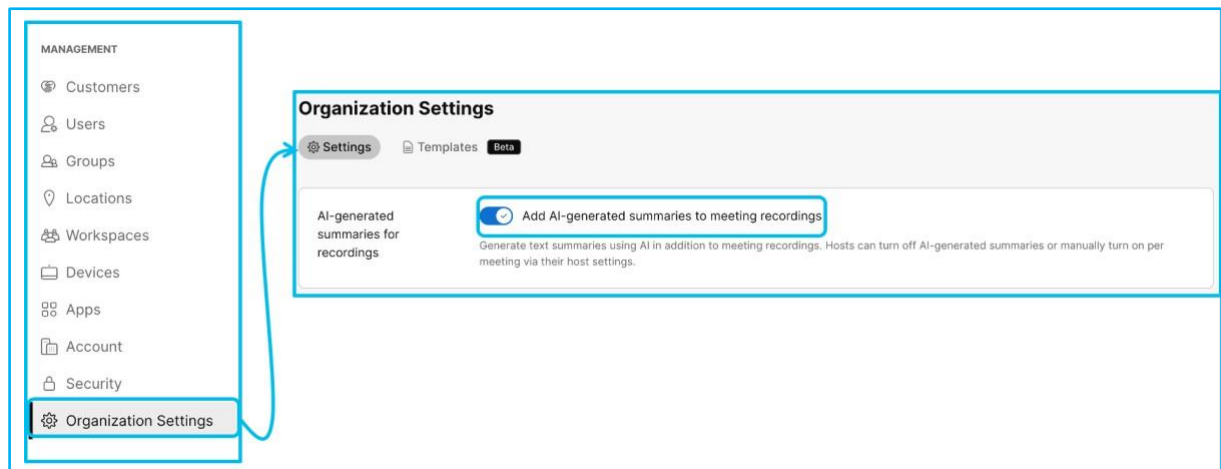 MANAGEMENT
Customers
Users
Groups
Locations
Workspaces
Devices
Apps
Account
Security
Organization Settings
Organization Settings
Settings
Templates Beta
AI-generated
summaries for
recordings
Add AI-generated summaries to meeting recordings
Generate text summaries using AI in addition to meeting recordings. Hosts can turn off AI-generated summaries or manually turn on per
meeting via their host settings.